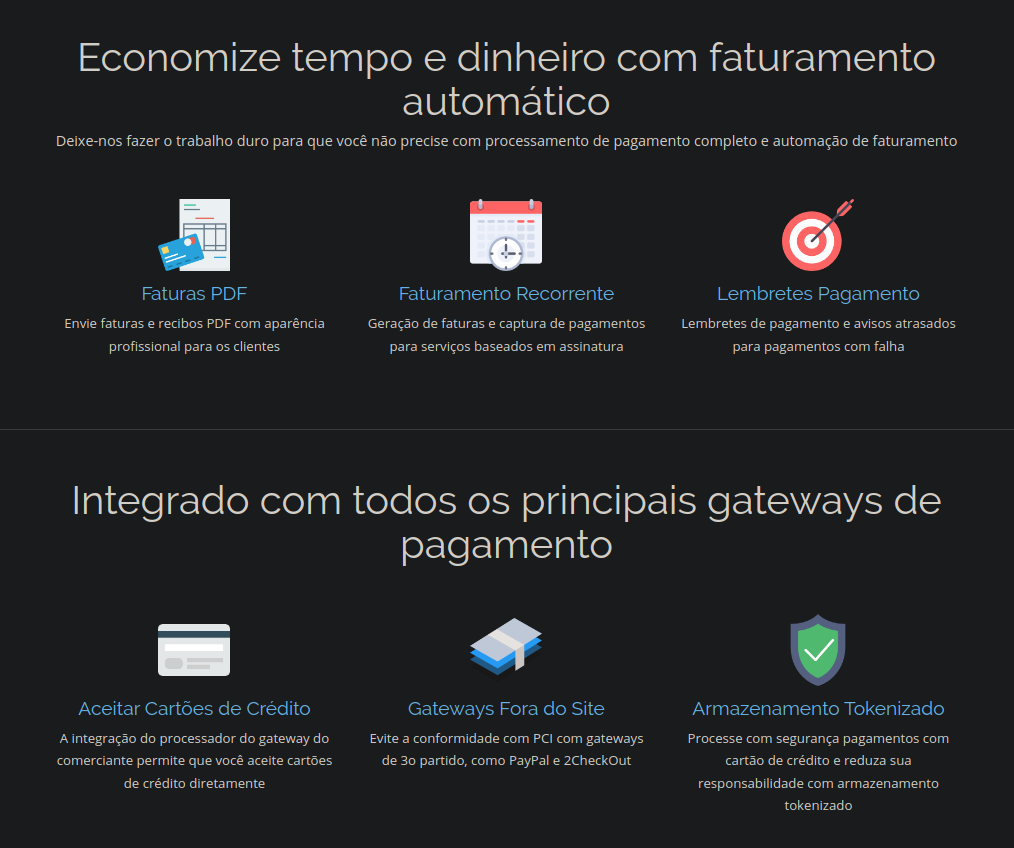 Economize tempo e dinheiro com faturamento
automático
Deixe-nos fazer o trabalho duro para que você não precise com processamento de pagamento completo e automação de faturamento
Faturas PDF
Envie faturas e recibos PDF com aparência
profissional para os clientes
Faturamento Recorrente
Geração de faturas e captura de pagamentos
para serviços baseados em assinatura
Lembretes Pagamento
Lembretes de pagamento e avisos atrasados
para pagamentos com falha
Integrado com todos os principais gateways de
pagamento
Aceitar Cartões de Crédito
A integração do processador do gateway do
comerciante permite que você aceite cartões
de crédito diretamente
Gateways Fora do Site
Evite a conformidade com PCI com gateways
de 3o partido, como PayPal e 2CheckOut
Armazenamento Tokenizado
Processe com segurança pagamentos com
cartão de crédito e reduza sua
responsabilidade com armazenamento
tokenizado